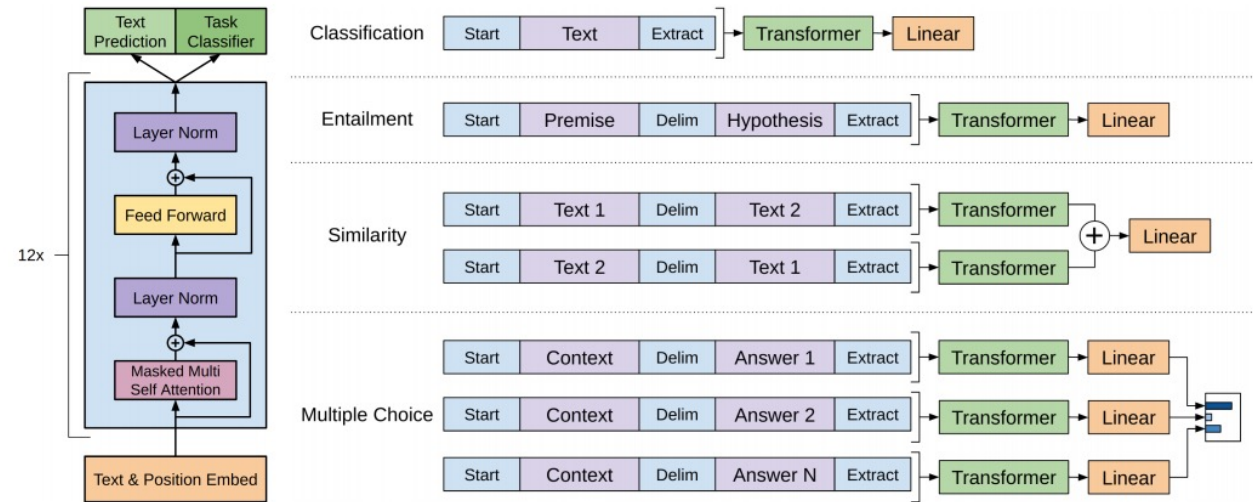 Text
Prediction
Task
Classifier
12x
Layer Norm
+
Feed Forward
Layer Norm
+
Masked Multi
Self Attention
Text & Position Embed
Classification Start Text Extract Transformer Linear
Entailment Start Premise Delim Hypothesis Extract Transformer Linear
Similarity
Start Text 1 Delim Text 2 Extract Transformer
+ Linear
Start Text 2 Delim Text 1 Extract Transformer
Multiple Choice
Start Context Delim Answer 1 Extract Transformer Linear
Start Context Delim Answer 2 Extract Transformer Linear
Start Context Delim Answer N Extract Transformer Linear